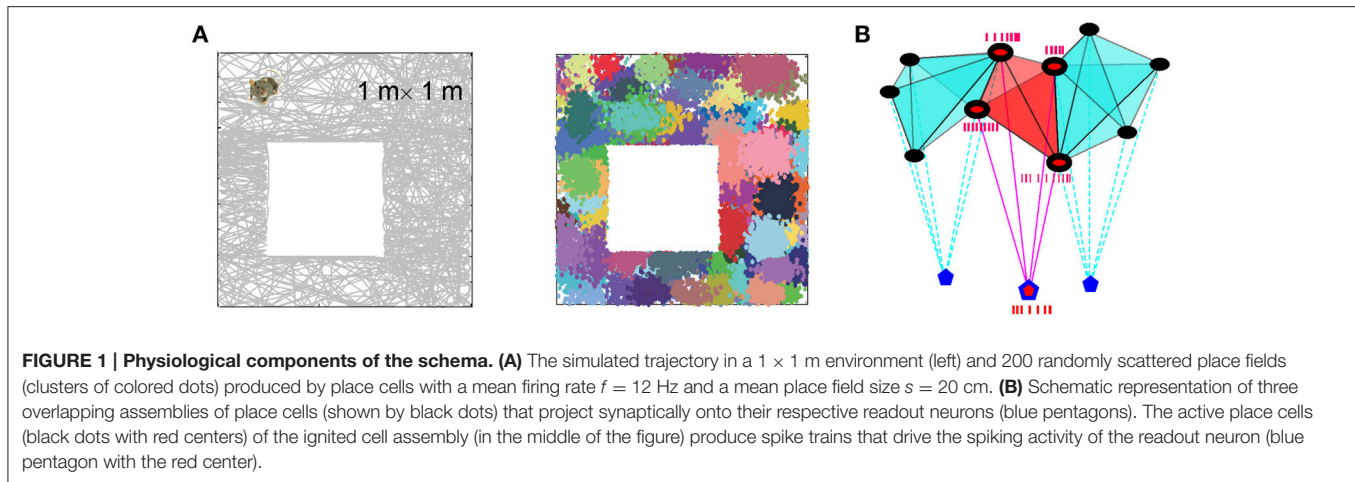 A
B
1 m× 1 m
FIGURE 1 | Physiological components of the schema. (A) The simulated trajectory in a 1 × 1 m environment (left) and 200 randomly scattered place fields
(clusters of colored dots) produced by place cells with a mean firing rate f = 12 Hz and a mean place field size s = 20 cm. (B) Schematic representation of three
overlapping assemblies of place cells (shown by black dots) that project synaptically onto their respective readout neurons (blue pentagons). The active place cells
(black dots with red centers) of the ignited cell assembly (in the middle of the figure) produce spike trains that drive the spiking activity of the readout neuron (blue
pentagon with the red center).